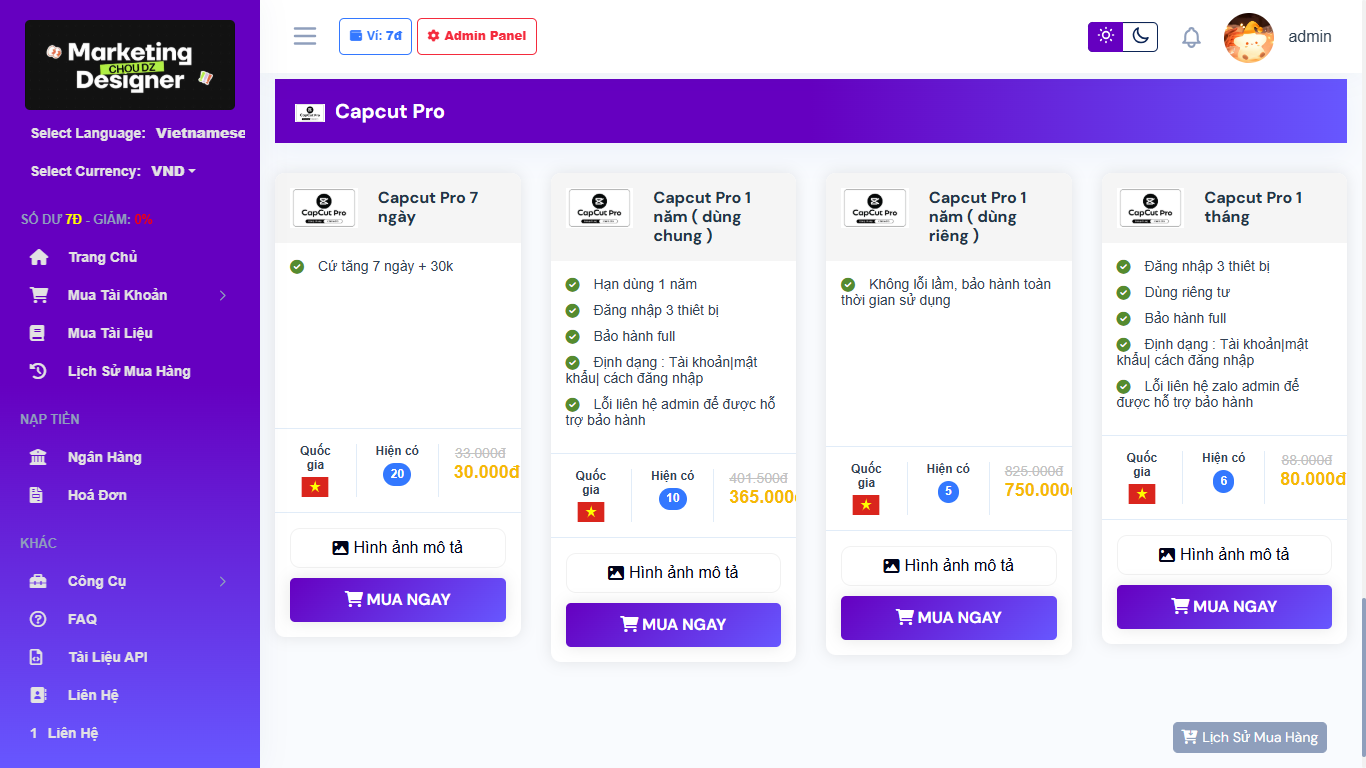 Marketing
CHOU DZ
Designer
Select Language: Vietnamese
Select Currency: VND
SỐ DƯ 7Đ - GIẢM: 0%
Trang Chủ
Mua Tài Khoản
Mua Tài Liệu
Lịch Sử Mua Hàng
NẠP TIỀN
Ngân Hàng
Hoá Đơn
KHÁC
Công Cụ
FAQ
Tài Liệu API
Liên Hệ
1 Liên Hệ
Ví: 7đ
Admin Panel
admin
Capcut Pro
CapCut Pro
Capcut Pro 7
ngày
Cứ tăng 7 ngày + 30k
Quốc
gia
Hiện có
20
33.000đ
30.000đ
Hình ảnh mô tả
MUA NGAY
CapCut Pro
Capcut Pro 1
năm ( dùng
chung )
Hạn dùng 1 năm
Đăng nhập 3 thiết bị
Bảo hành full
Định dạng : Tài khoản|mật
khẩu| cách đăng nhập
Lỗi liên hệ admin để được hỗ
trợ bảo hành
Quốc
gia
Hiện có
10
401.500đ
365.000
Hình ảnh mô tả
MUA NGAY
CapCut Pro
Capcut Pro 1
năm ( dùng
riêng )
Không lỗi lầm, bảo hành toàn
thời gian sử dụng
Quốc
gia
Hiện có
5
825.000đ
750.000
Hình ảnh mô tả
MUA NGAY
CapCut Pro
Capcut Pro 1
tháng
Đăng nhập 3 thiêt bị
Dùng riêng tư
Bảo hành full
Định dạng : Tài khoản|mật
khẩu| cách đăng nhập
Lỗi liên hệ zalo admin để
được hỗ trợ bảo hành
Quốc
gia
Hiện có
6
88.000đ
80.000đ
Hình ảnh mô tả
MUA NGAY
Lịch Sử Mua Hàng